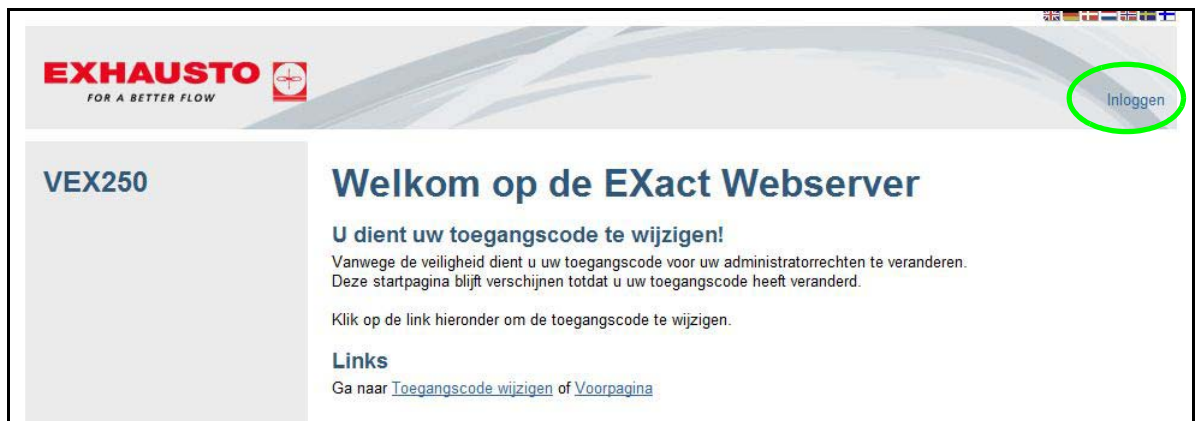 EXHAUSTO
FOR A BETTER FLOW
Inloggen
VEX250
Welkom op de EXact Webserver
U dient uw toegangscode te wijzigen!
Vanwege de veiligheid dient u uw toegangscode voor uw administratorrechten te veranderen.
Deze startpagina blijft verschijnen totdat u uw toegangscode heeft veranderd.
Klik op de link hieronder om de toegangscode te wijzigen.
Links
Ga naar Toegangscode wijzigen of Voorpagina